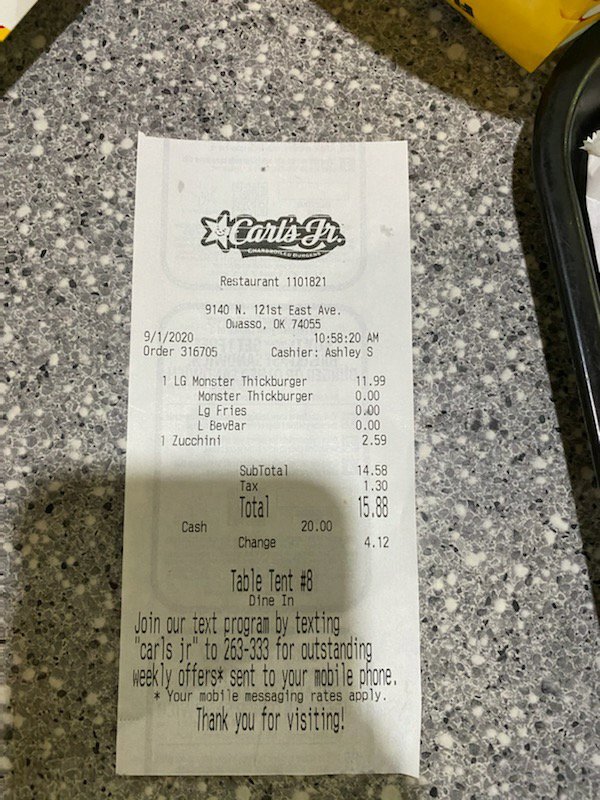 Carl's Jr.
CHARBROILED BURGERS
Restaurant 1101821
9140 N. 121st East Ave.
Owasso, OK 74055
9/1/2020 10:58:20 AM
Order 316705 Cashier: Ashley S
1 LG Monster Thickburger 11.99
Monster Thickburger 0.00
Lg Fries 0.00
L BevBar 0.00
1 Zucchini 2.59
SubTotal 14.58
Tax 1.30
Total 15.88
Cash 20.00
Change 4.12
Table Tent #8
Dine In
Join our text program by texting
"carls jr" to 263-333 for outstanding
weekly offers* sent to your mobile phone.
* Your mobile messaging rates apply.
Thank you for visiting!